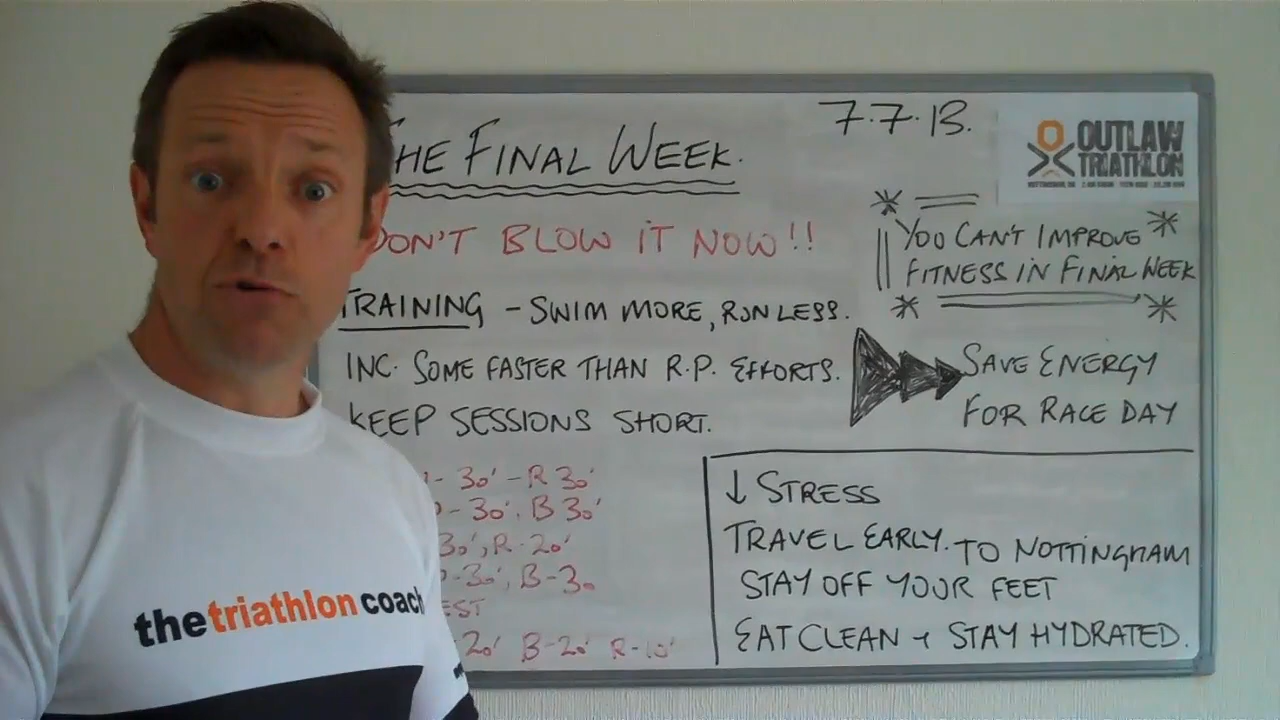 THE FINAL WEEK.
7.7.13.
OUTLAW
TRIATHLON
DON'T BLOW IT NOW!!
YOU CAN'T IMPROVE
FITNESS IN FINAL WEEK
TRAINING - SWIM MORE, RUN LESS.
INC. SOME FASTER THAN R.P. EFFORTS.
KEEP SESSIONS SHORT.
SAVE ENERGY
FOR RACE DAY
- 30' - R 30'
- 30'. B 30'
30', R-20'
-30', B-30
EST
-20' B-20' R-10'
↓ STRESS
TRAVEL EARLY. TO NOTTINGHAM
STAY OFF YOUR FEET
EAT CLEAN + STAY HYDRATED.
thetriathloncoach